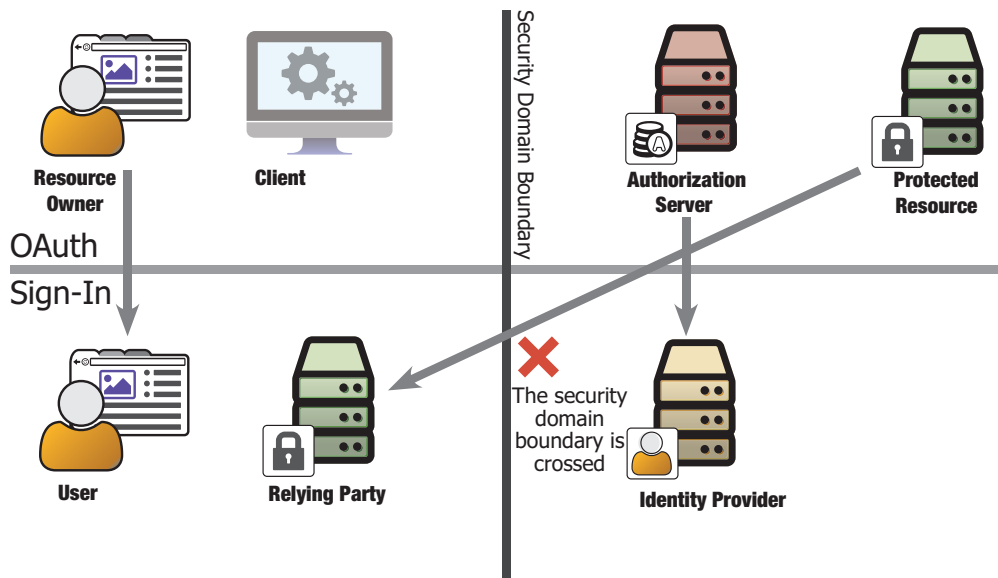 Resource
Owner
Client
Security Domain Boundary
Authorization
Server
A
Protected
Resource
OAuth
Sign-In
The security
domain
boundary is
crossed
User
Relying Party
Identity Provider